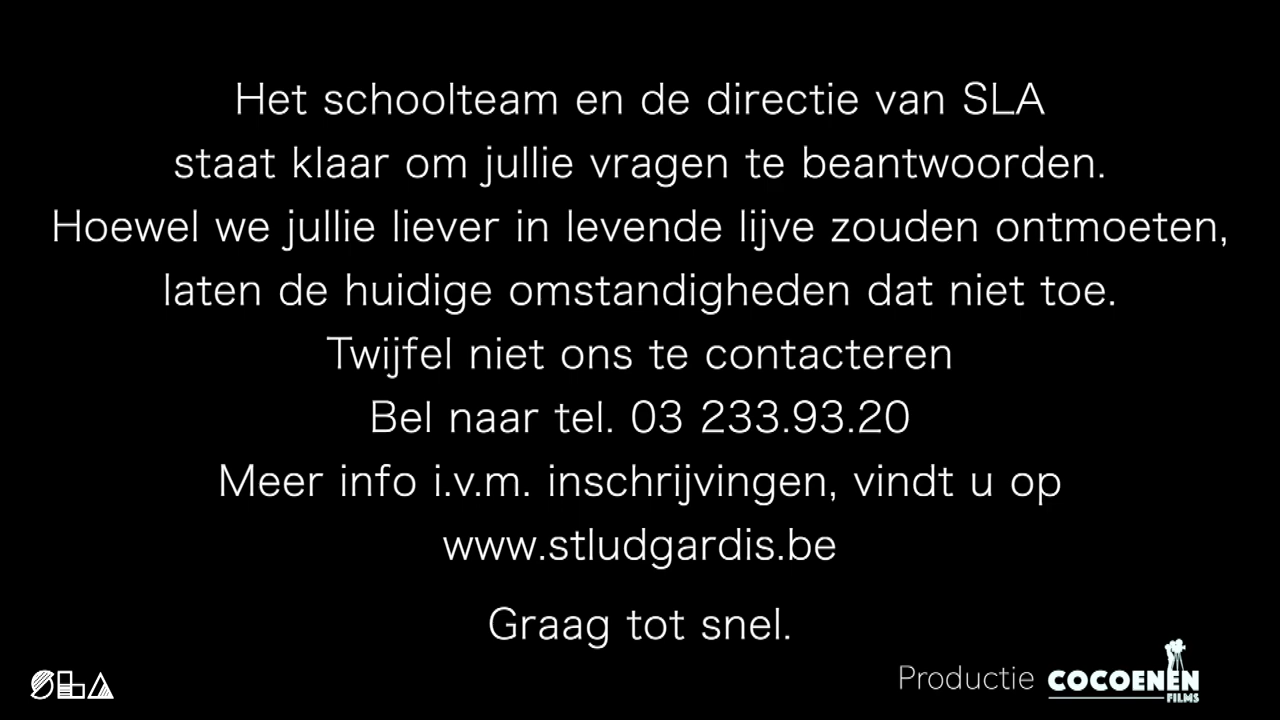 Het schoolteam en de directie van SLA
staat klaar om jullie vragen te beantwoorden.
Hoewel we jullie liever in levende lijve zouden ontmoeten,
laten de huidige omstandigheden dat niet toe.
Twijfel niet ons te contacteren
Bel naar tel. 03 233.93.20
Meer info i.v.m. inschrijvingen, vindt u op
www.stludgardis.be
Graag tot snel.
SLA
Productie COCOENEN
FILMS